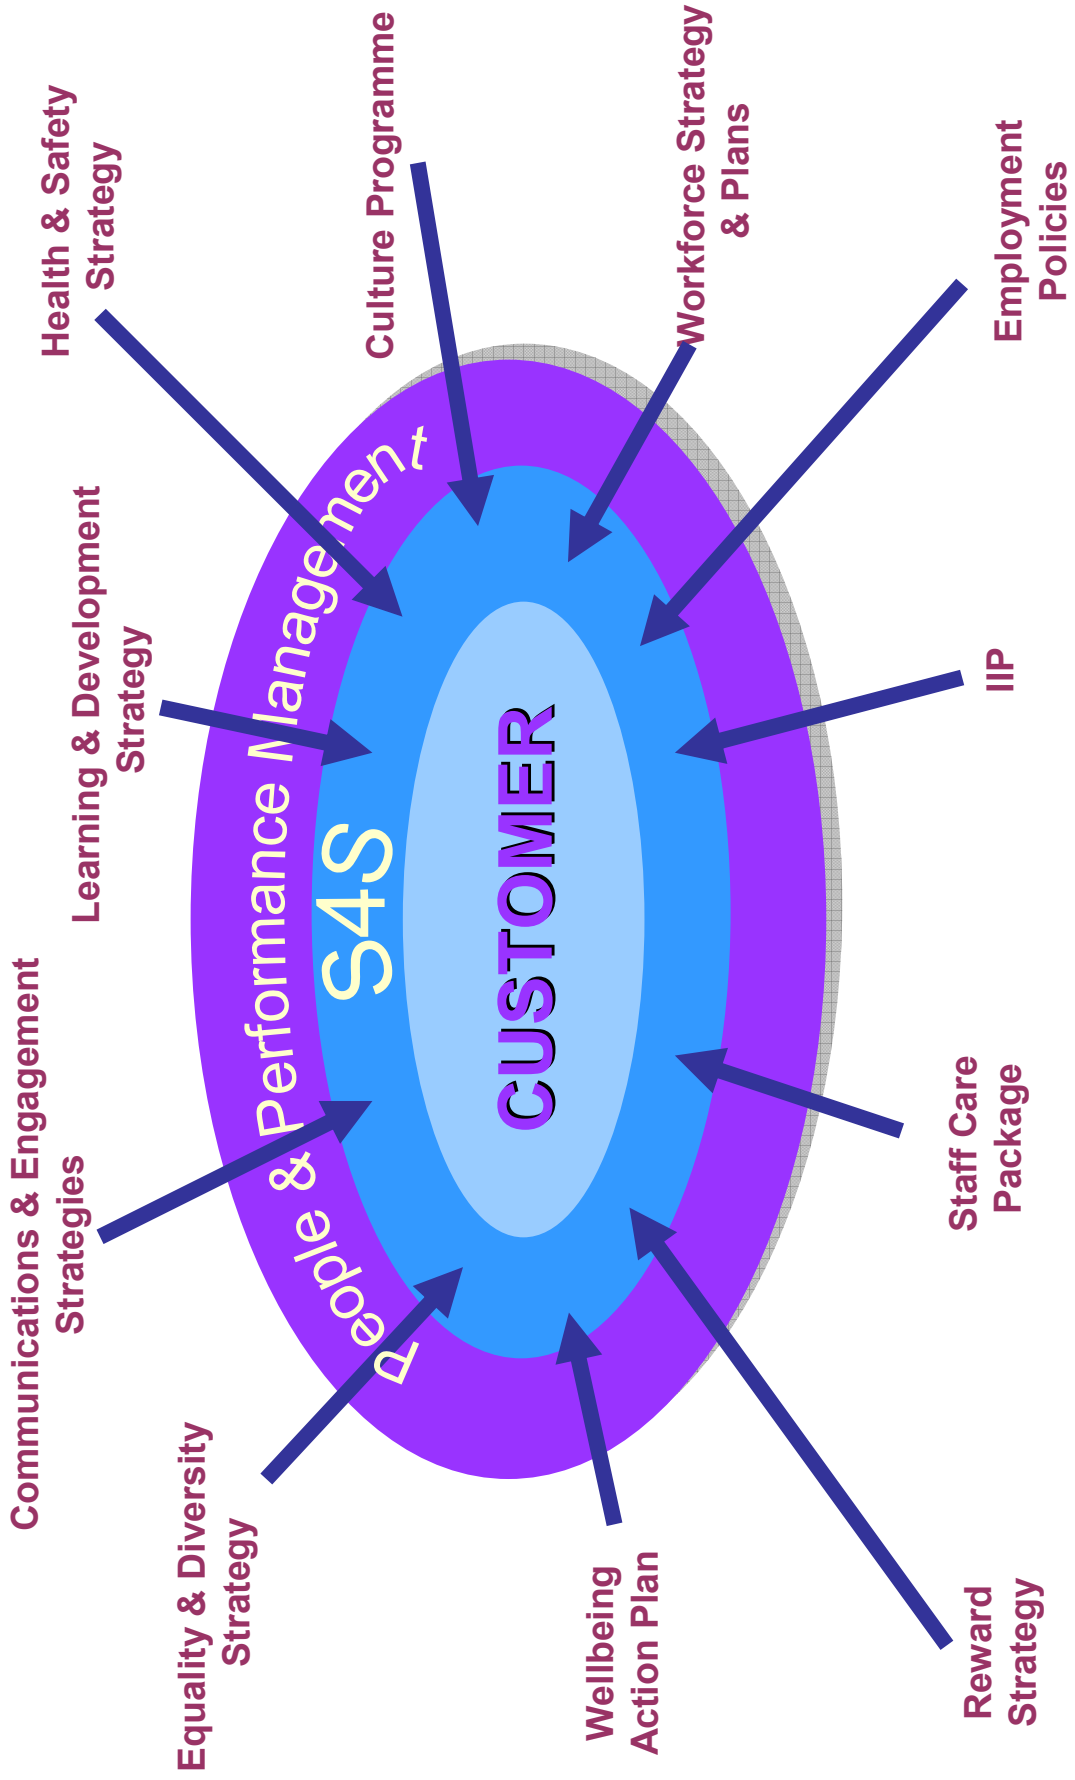 Communications & Engagement
Strategies
Learning & Development
Strategy
Health & Safety
Strategy
Equality & Diversity
Strategy
Culture Programme
People & Performance Management
S4S
CUSTOMER
Wellbeing
Action Plan
Workforce Strategy
& Plans
Reward
Strategy
Staff Care
Package
IIP
Employment
Policies